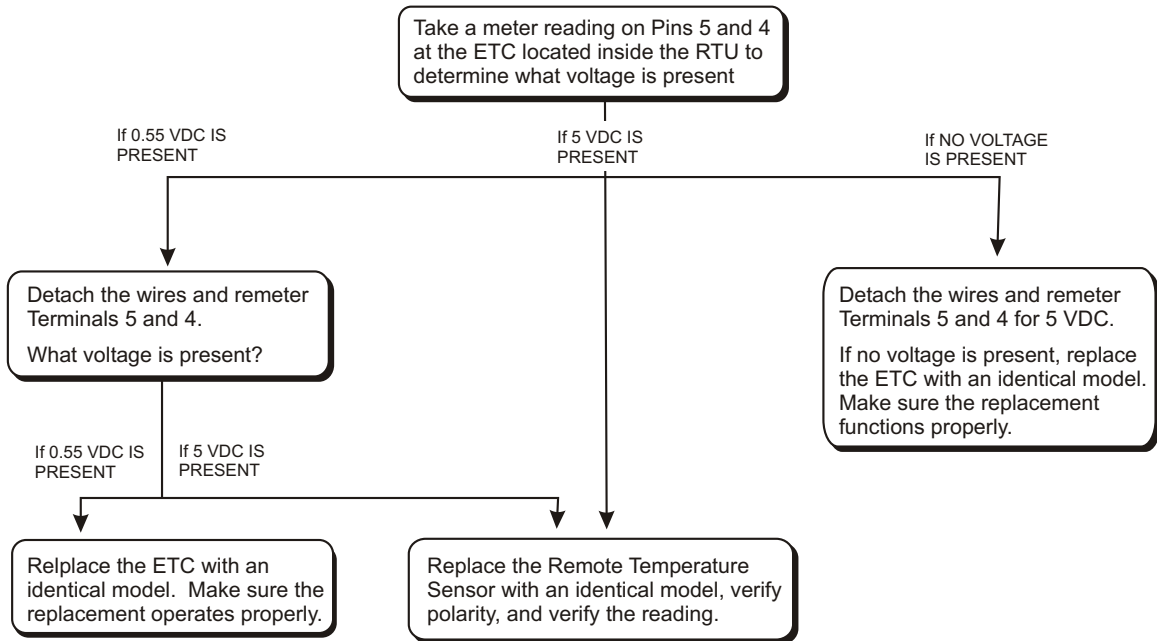 Take a meter reading on Pins 5 and 4
at the ETC located inside the RTU to
determine what voltage is present
If 0.55 VDC IS
PRESENT
If 5 VDC IS
PRESENT
If NO VOLTAGE
IS PRESENT
Detach the wires and remeter
Terminals 5 and 4.
What voltage is present?
Detach the wires and remeter
Terminals 5 and 4 for 5 VDC.
If no voltage is present, replace
the ETC with an identical model.
Make sure the replacement
functions properly.
If 0.55 VDC IS
PRESENT
If 5 VDC IS
PRESENT
Relplace the ETC with an
identical model.  Make sure the
replacement operates properly.
Replace the Remote Temperature
Sensor with an identical model, verify
polarity, and verify the reading.